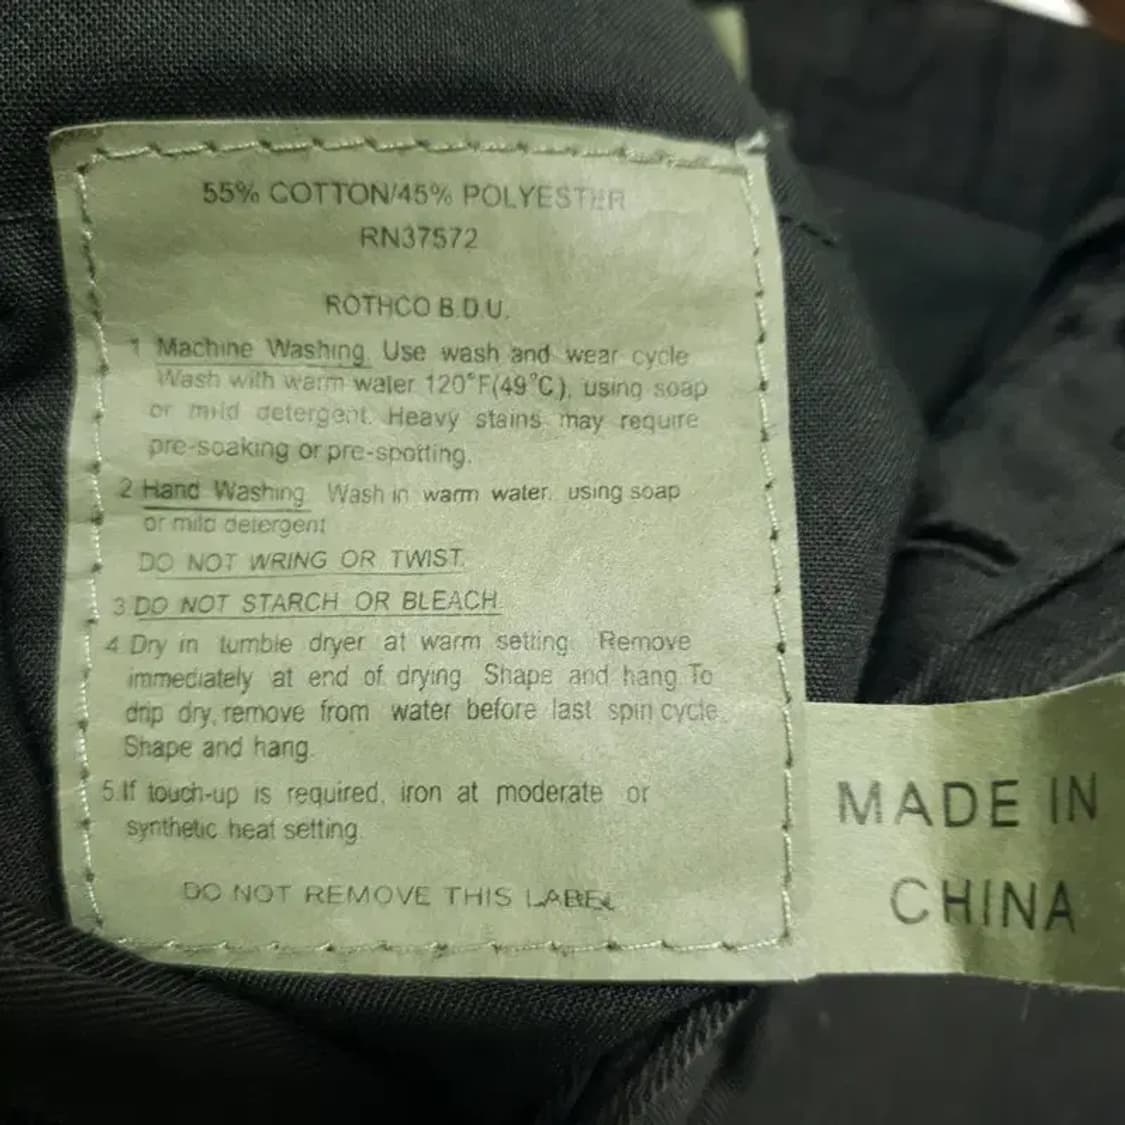 55% COTTON/45% POLYESTER
RN37572
ROTHCO B.D.U.
1 Machine Washing. Use wash and wear cycle
Wash with warm water 120°F(49°C), using soap
or mild detergent. Heavy stains may require
pre-soaking or pre-spotting.
2 Hand Washing. Wash in warm water, using soap
or mild detergent
DO NOT WRING OR TWIST.
3 DO NOT STARCH OR BLEACH.
4 Dry in tumble dryer at warm setting. Remove
immediately at end of drying. Shape and hang. To
drip dry, remove from water before last spin cycle.
Shape and hang.
5.If touch-up is required, iron at moderate or
synthetic heat setting.
DO NOT REMOVE THIS LABEL
MADE IN
CHINA